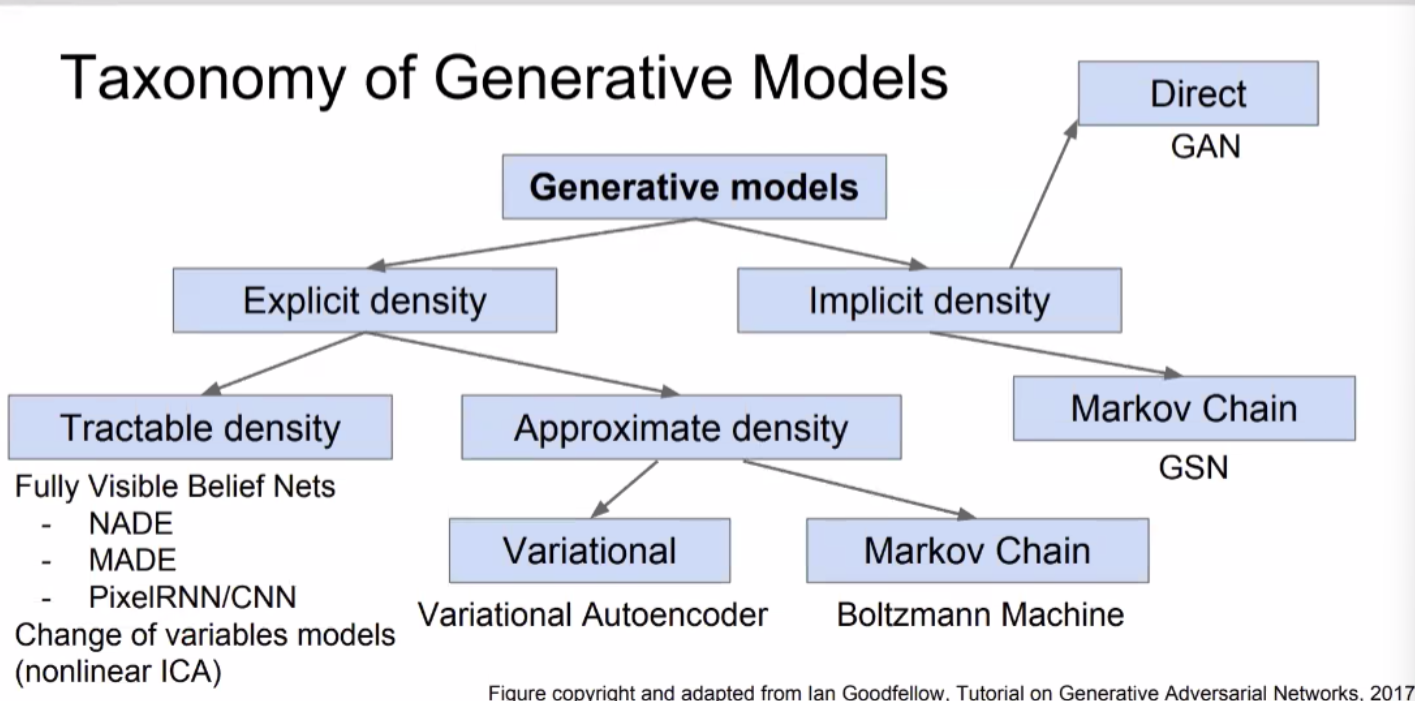 Taxonomy of Generative Models
Direct
GAN
Generative models
Explicit density
Implicit density
Tractable density
Fully Visible Belief Nets
- NADE
- MADE
- PixelRNN/CNN
Change of variables models
(nonlinear ICA)
Approximate density
Variational
Variational Autoencoder
Markov Chain
Boltzmann Machine
Markov Chain
GSN
Figure copyright and adapted from Ian Goodfellow, Tutorial on Generative Adversarial Networks, 2017